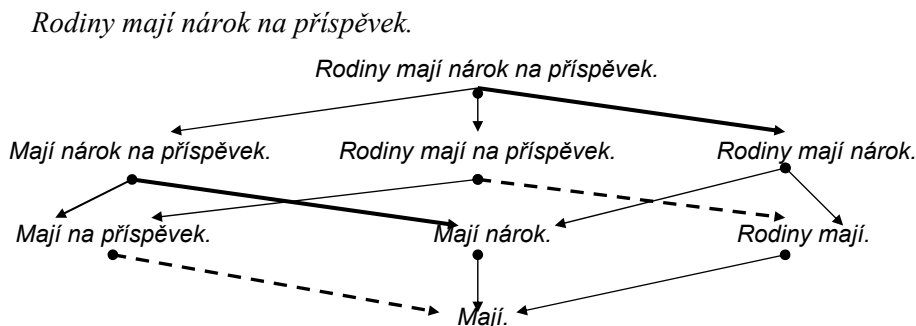 Rodiny mají nárok na příspěvek.
Rodiny mají nárok na příspěvek.
Mají nárok na příspěvek. Rodiny mají na příspěvek. Rodiny mají nárok.
Mají na příspěvek. Mají nárok. Rodiny mají.
Mají.